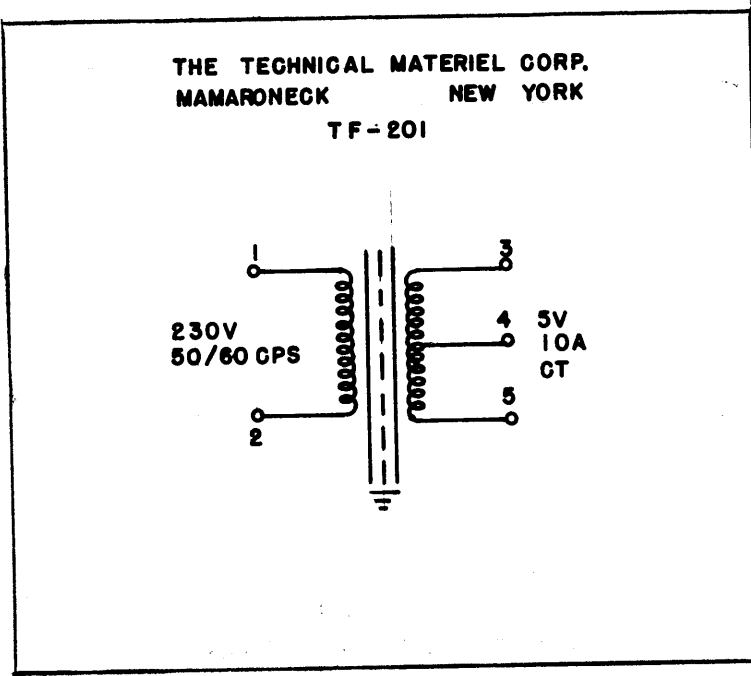 THE TECHNICAL MATERIEL CORP.
MAMARONECK NEW YORK
TF-201
1
3
230V
50/60 CPS
4
5V
10A
CT
2
5